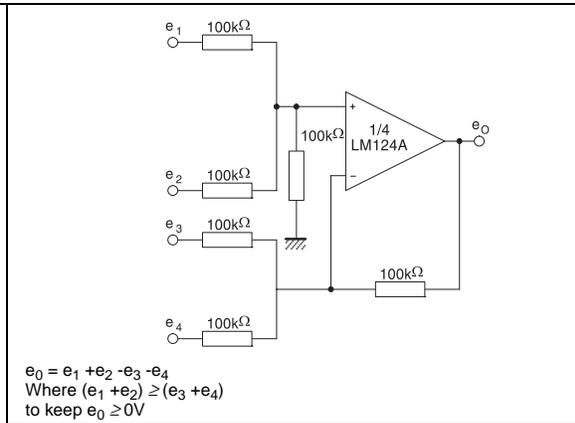 e1 100kΩ
100kΩ 1/4
LM124A
eO
e2 100kΩ
e3 100kΩ
100kΩ
e4 100kΩ
+
-
e0 = e1 +e2 -e3 -e4
Where (e1 +e2) ≥ (e3 +e4)
to keep e0 ≥ 0V